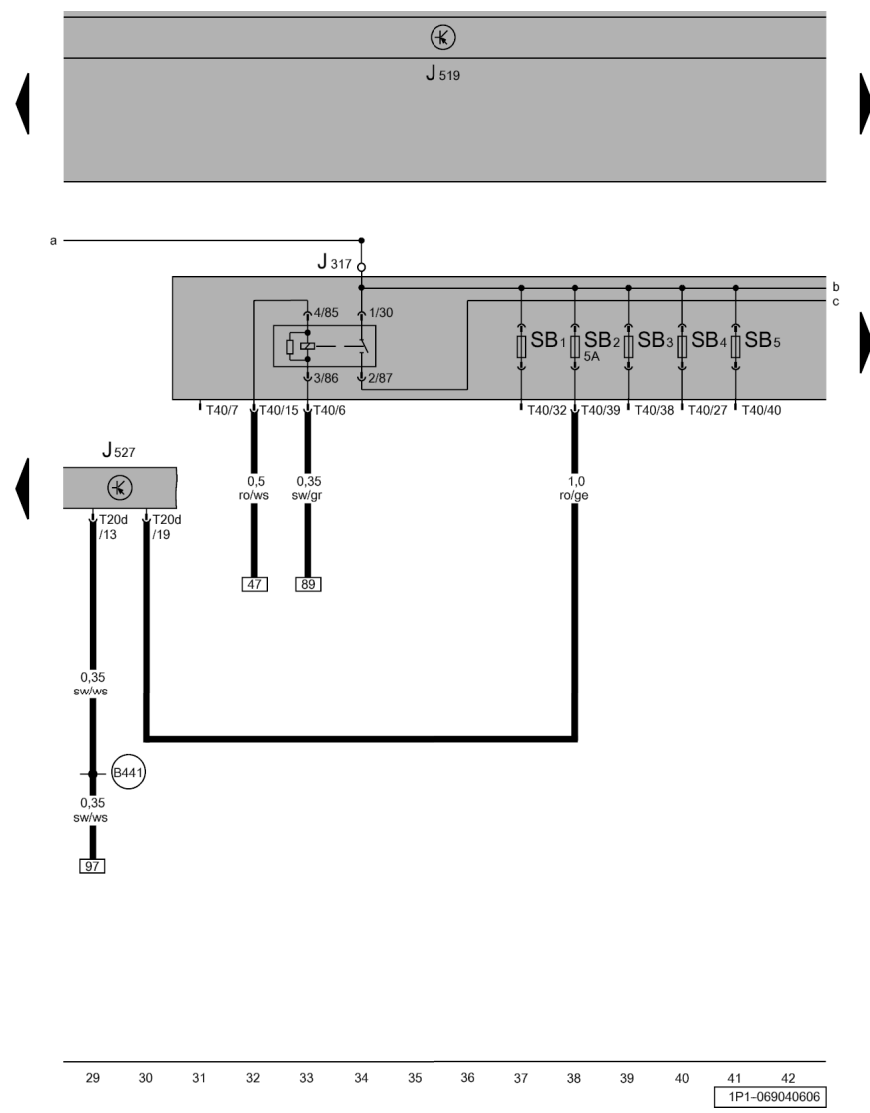 J 519
a
J 317
b
c
4/85 1/30
SB1 SB2 SB3 SB4 SB5
5A
3/86 2/87
T40/7 T40/15 T40/6 T40/32 T40/39 T40/38 T40/27 T40/40
J 527
0,5 0,35 1,0
ro/ws sw/gr ro/ge
T20d T20d
/13 /19
47 89
0,35
sw/ws
B441
0,35
sw/ws
97
29 30 31 32 33 34 35 36 37 38 39 40 41 42
1P1-069040606